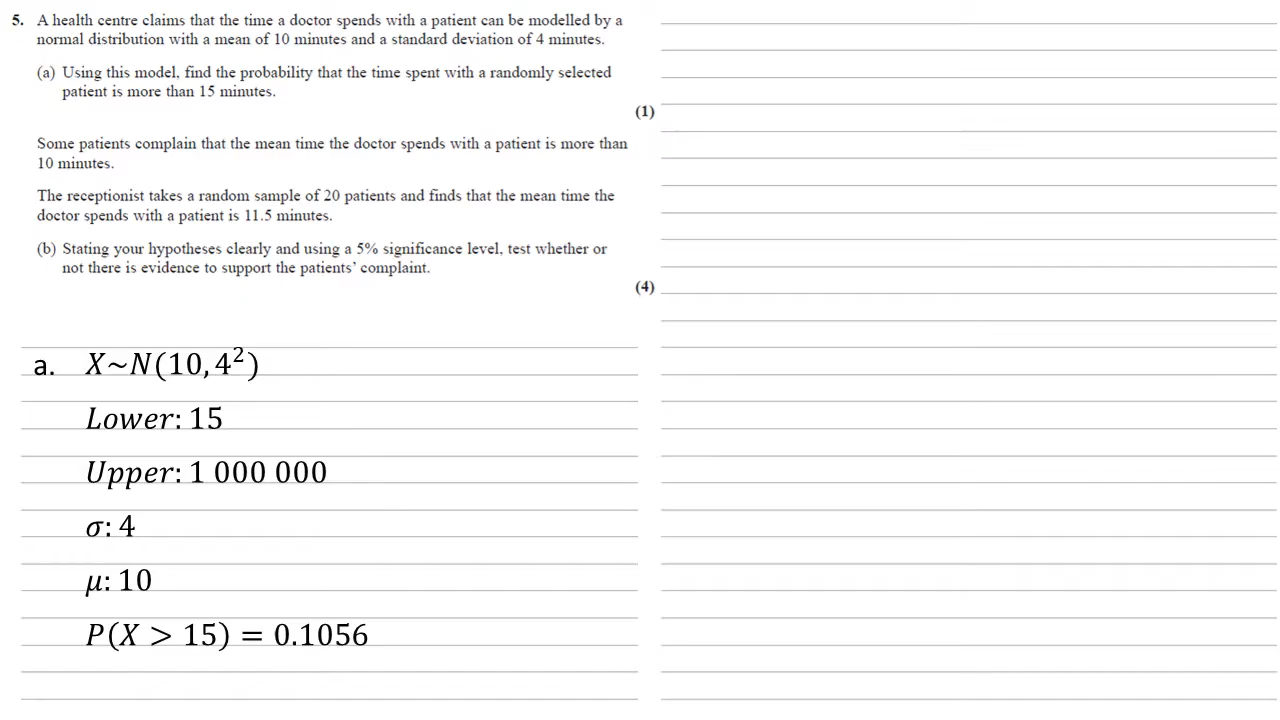 5. A health centre claims that the time a doctor spends with a patient can be modelled by a
normal distribution with a mean of 10 minutes and a standard deviation of 4 minutes.
(a) Using this model, find the probability that the time spent with a randomly selected
patient is more than 15 minutes.
(1)
Some patients complain that the mean time the doctor spends with a patient is more than
10 minutes.
The receptionist takes a random sample of 20 patients and finds that the mean time the
doctor spends with a patient is 11.5 minutes.
(b) Stating your hypotheses clearly and using a 5% significance level, test whether or
not there is evidence to support the patients’ complaint.
(4)
a. X~N(10, 4²)
Lower: 15
Upper: 1 000 000
σ: 4
μ: 10
P(X > 15) = 0.1056